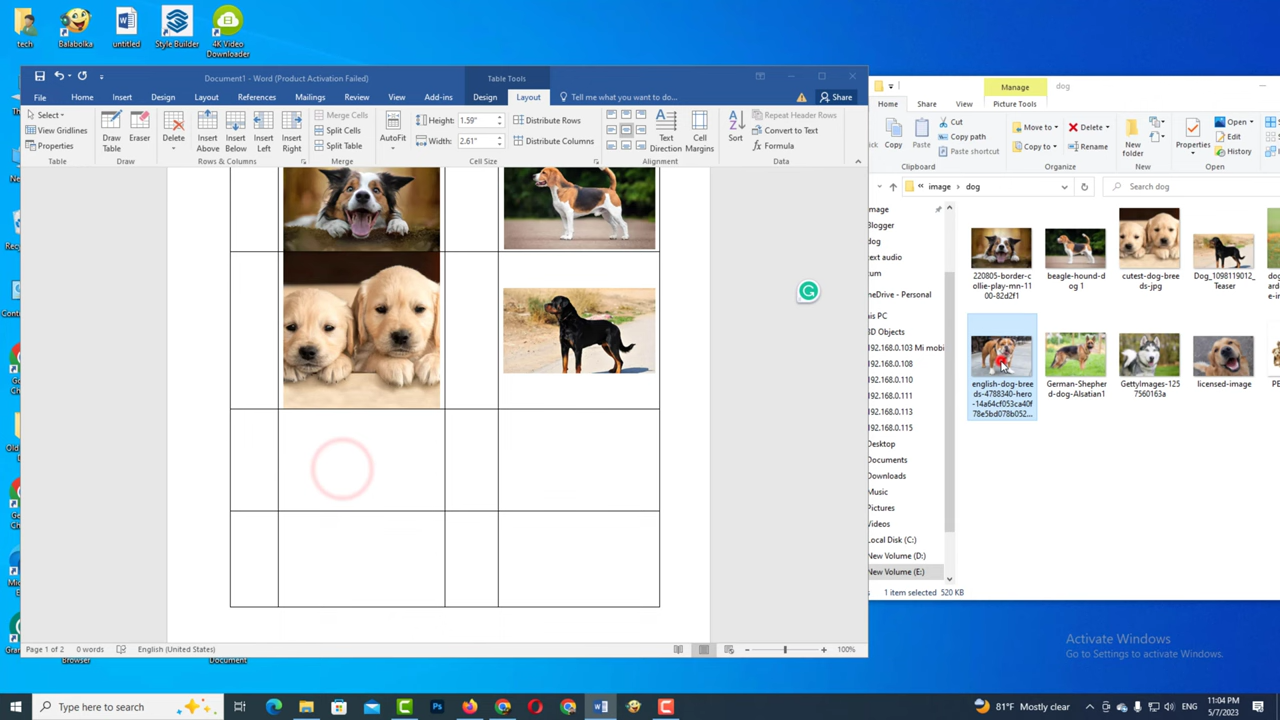 tech
Balabolka
untitled
Style Builder
4K Video
Downloader
Document1 - Word (Product Activation Failed)
Table Tools
File
Home
Insert
Design
Layout
References
Mailings
Review
View
Add-ins
Design
Layout
Tell me what you want to do...
Share
Select
View Gridlines
Properties
Table
Draw
Table
Eraser
Draw
Delete
Insert
Above
Insert
Below
Insert
Left
Insert
Right
Rows & Columns
Merge Cells
Split Cells
Split Table
Merge
AutoFit
Height: 1.59"
Width: 2.61"
Distribute Rows
Distribute Columns
Cell Size
Text
Direction
Cell
Margins
Alignment
Sort
Repeat Header Rows
Convert to Text
Formula
Data
Page 1 of 2
0 words
English (United States)
100%
Manage
dog
Home
Share
View
Picture Tools
Copy
Paste
Cut
Copy path
Paste shortcut
Clipboard
Move to
Copy to
Delete
Rename
Organize
New
folder
New
Properties
Open
Edit
History
Open
« image › dog
Search dog
image
Blogger
dog
text audio
tum
neDrive - Personal
his PC
3D Objects
192.168.0.103 Mi mobi
192.168.0.108
192.168.0.110
192.168.0.111
192.168.0.113
192.168.0.115
Desktop
Documents
Downloads
Music
Pictures
Videos
Local Disk (C:)
New Volume (D:)
New Volume (E:)
220805-border-c
ollie-play-mn-11
00-82d2f1
beagle-hound-d
og 1
cutest-dog-bree
ds-jpg
Dog_1098119012_
Teaser
english-dog-bree
ds-4788340-hero
-14a64cf053ca40f
78e5bd078b052...
German-Shepher
d-dog-Alsatian1
GettyImages-125
7560163a
licensed-image
1 item selected 520 KB
Activate Windows
Go to Settings to activate Windows.
Browser
Document
Type here to search
81°F Mostly clear
ENG
11:04 PM
5/7/2023